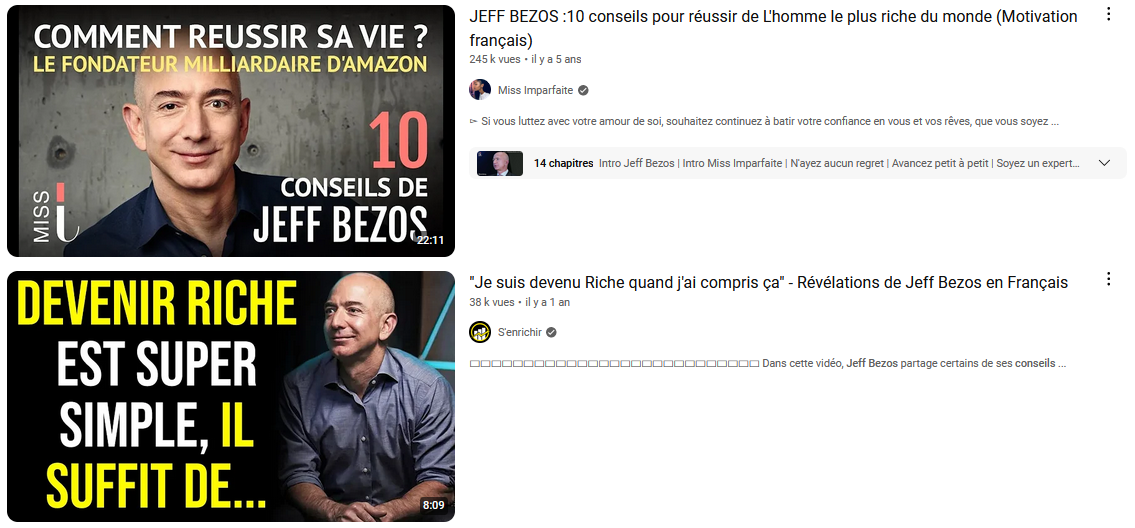 COMMENT REUSSIR SA VIE ?
LE FONDATEUR MILLIARDAIRE D'AMAZON
10
CONSEILS DE
JEFF BEZOS
MISS
22:11
JEFF BEZOS :10 conseils pour réussir de L'homme le plus riche du monde (Motivation
français)
245 k vues • il y a 5 ans
Miss Imparfaite
Si vous luttez avec votre amour de soi, souhaitez continuez à batir votre confiance en vous et vos rêves, que vous soyez ...
14 chapitres Intro Jeff Bezos | Intro Miss Imparfaite | N'ayez aucun regret | Avancez petit à petit | Soyez un expert...
DEVENIR RICHE
EST SUPER
SIMPLE, IL
SUFFIT DE...
8:09
"Je suis devenu Riche quand j'ai compris ça" - Révélations de Jeff Bezos en Français
38 k vues • il y a 1 an
S'enrichir
Dans cette vidéo, Jeff Bezos partage certains de ses conseils ...